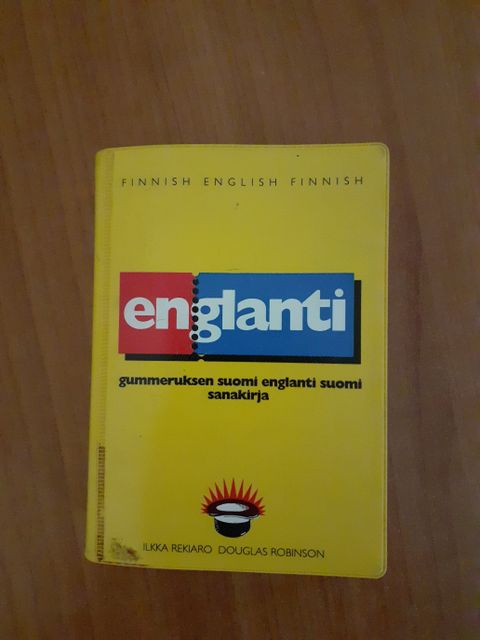 FINNISH ENGLISH FINNISH
englanti
gummeruksen suomi englanti suomi
sanakirja
ILKKA REKIARO DOUGLAS ROBINSON